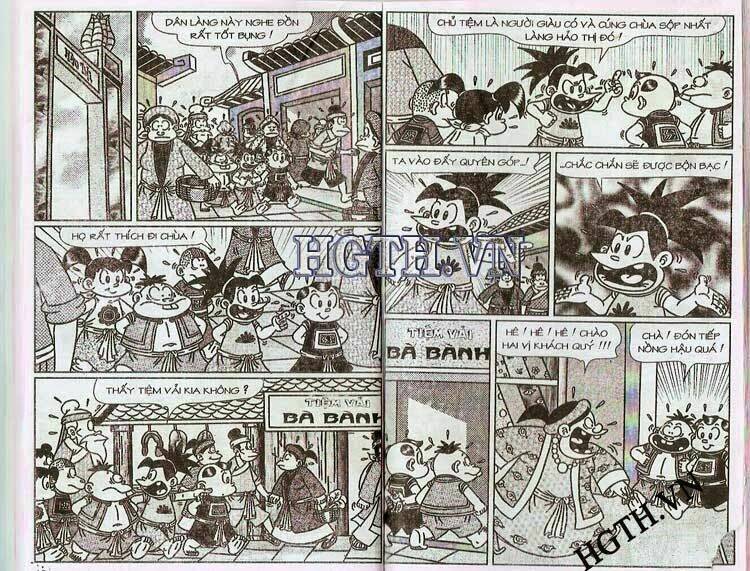 DÂN LÀNG NÀY NGHE ĐỒN
RẤT TỐT BỤNG !
HỌ RẤT THÍCH ĐI CHÙA !
THẤY TIỆM VẢI KIA KHÔNG ?
TIỆM VẢI
BÀ BÀNH
CHỦ TIỆM LÀ NGƯỜI GIÀU CÓ VÀ CÚNG CHÙA SỘP NHẤT
LÀNG HẢO THỊ ĐÓ !
TA VÀO ĐẤY QUYÊN GÓP...!
...CHẮC CHẮN SẼ ĐƯỢC BỘN BẠC !
TIỆM VẢI
BÀ BÀNH
HÊ ! HÊ ! HÊ ! CHÀO
HAI VỊ KHÁCH QUÝ !!!
CHÀ ! ĐÓN TIẾP
NỒNG HẬU QUÁ !
HGTH.VN
HGTH.VN
HGTH.VN